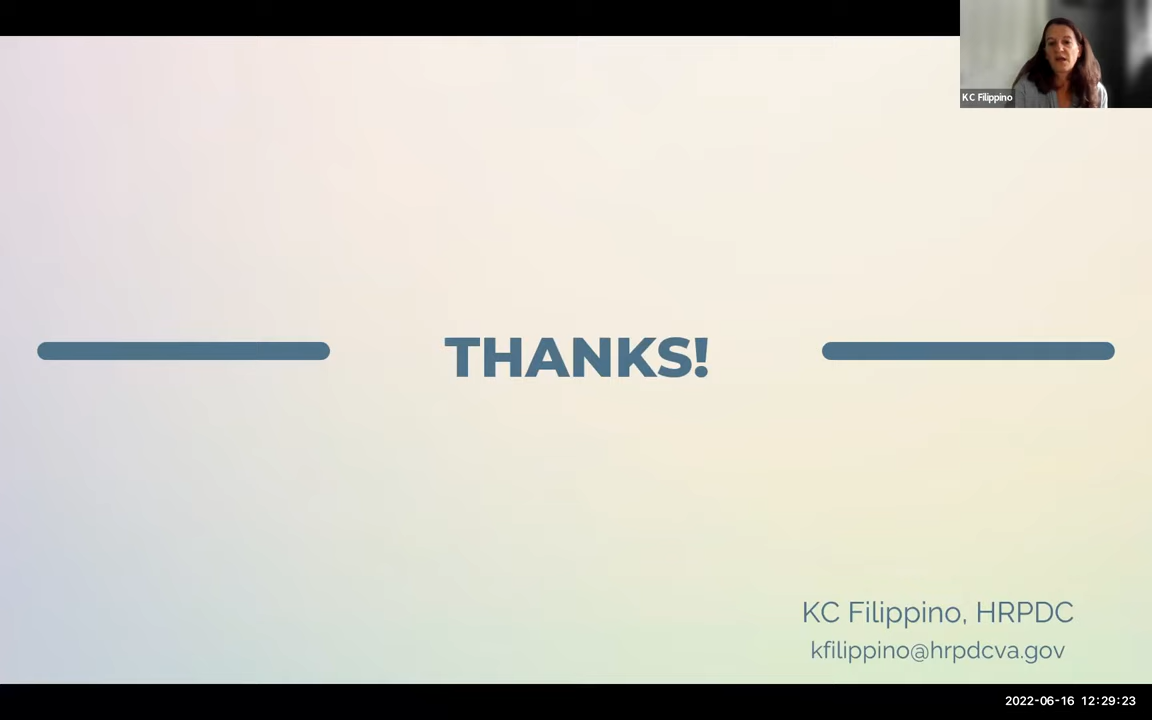 KC Filippino
THANKS!
KC Filippino, HRPDC
kfilippino@hrpdcva.gov
2022-06-16 12:29:23